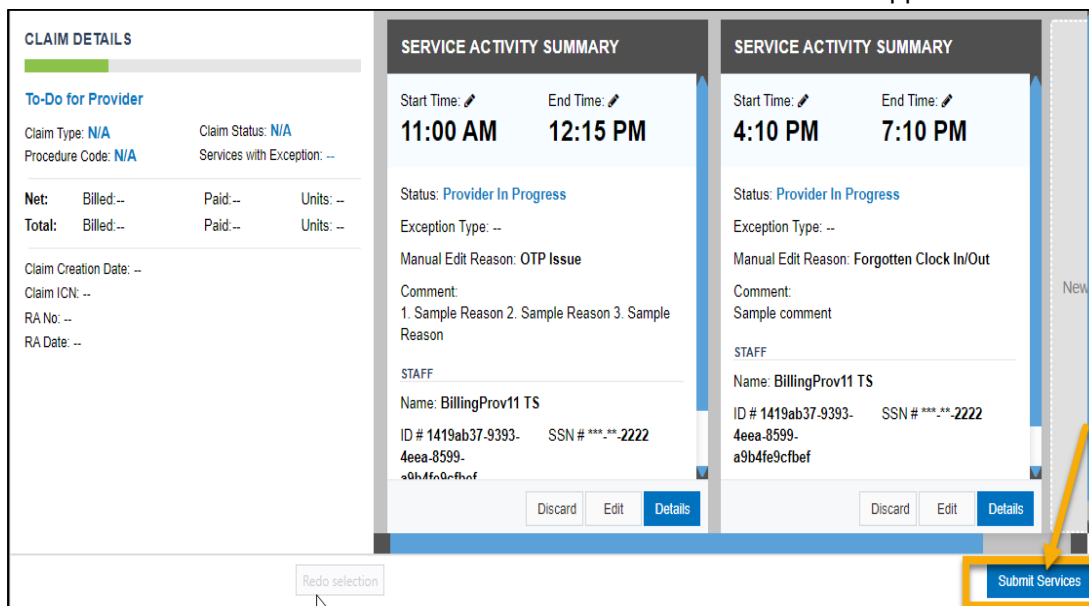 CLAIM DETAILS
To-Do for Provider
Claim Type: N/A
Claim Status: N/A
Procedure Code: N/A
Services with Exception: --
Net: Billed:-- Paid:-- Units: --
Total: Billed:-- Paid:-- Units: --
Claim Creation Date: --
Claim ICN: --
RA No: --
RA Date: --
SERVICE ACTIVITY SUMMARY
Start Time: End Time:
11:00 AM 12:15 PM
Status: Provider In Progress
Exception Type: --
Manual Edit Reason: OTP Issue
Comment:
1. Sample Reason 2. Sample Reason 3. Sample
Reason
STAFF
Name: BillingProv11 TS
ID # 1419ab37-9393- SSN # ***-**-2222
4eea-8599-
a9b4fe9cfbef
Discard Edit Details
SERVICE ACTIVITY SUMMARY
Start Time: End Time:
4:10 PM 7:10 PM
Status: Provider In Progress
Exception Type: --
Manual Edit Reason: Forgotten Clock In/Out
Comment:
Sample comment
STAFF
Name: BillingProv11 TS
ID # 1419ab37-9393- SSN # ***-**-2222
4eea-8599-
a9b4fe9cfbef
Discard Edit Details
New
Redo selection
Submit Services